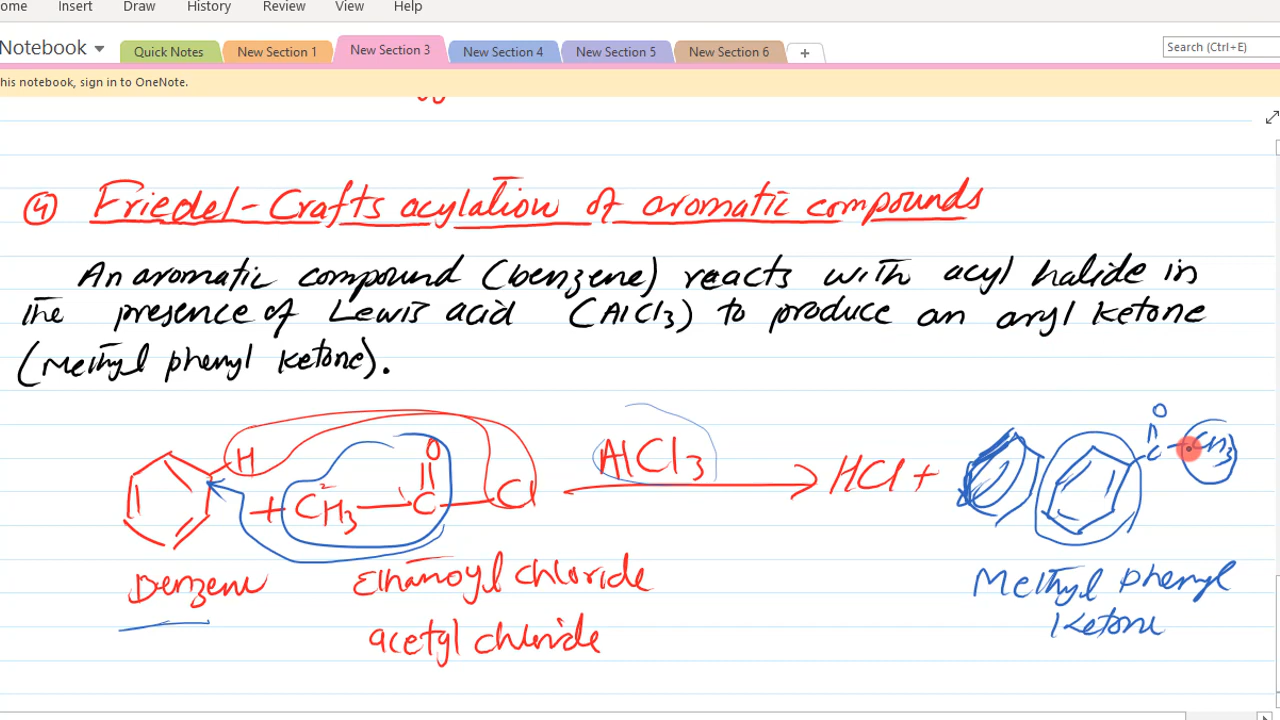 ome Insert Draw History Review View Help
Notebook Quick Notes New Section 1 New Section 3 New Section 4 New Section 5 New Section 6 + Search (Ctrl+E)
his notebook, sign in to OneNote.
④ Friedel-Crafts acylation of aromatic compounds
An aromatic compound (benzene) reacts with acyl halide in
the presence of Lewis acid (AlCl3) to produce an aryl ketone
(Methyl phenyl ketone).
H + CH3 — C — Cl
O
AlCl3
HCl +
O
C — CH3
Benzene
Ethanoyl chloride
acetyl chloride
Methyl phenyl
Ketone